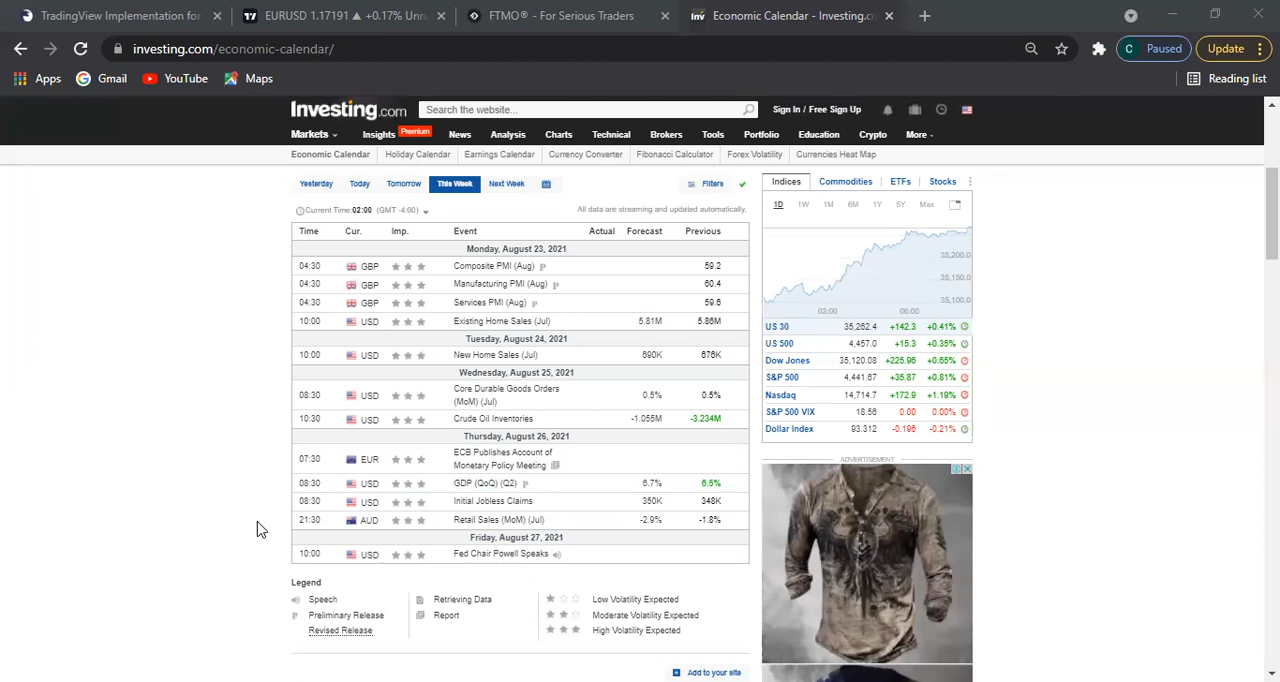 TradingView Implementation for
EURUSD 1.17191 ▲ +0.17% Unn
FTMO® - For Serious Traders
Inv Economic Calendar - Investing.c
investing.com/economic-calendar/
C Paused
Update
Apps
Gmail
YouTube
Maps
Reading list
Investing.com
Search the website...
Sign In / Free Sign Up
Markets
Insights
Premium
News
Analysis
Charts
Technical
Brokers
Tools
Portfolio
Education
Crypto
More
Economic Calendar
Holiday Calendar
Earnings Calendar
Currency Converter
Fibonacci Calculator
Forex Volatility
Currencies Heat Map
Yesterday
Today
Tomorrow
This Week
Next Week
Filters
Current Time: 02:00 (GMT -4:00)
All data are streaming and updated automatically.
Time Cur. Imp. Event Actual Forecast Previous
Monday, August 23, 2021
04:30 GBP Composite PMI (Aug) P 59.2
04:30 GBP Manufacturing PMI (Aug) P 60.4
04:30 GBP Services PMI (Aug) P 59.6
10:00 USD Existing Home Sales (Jul) 5.81M 5.86M
Tuesday, August 24, 2021
10:00 USD New Home Sales (Jul) 690K 676K
Wednesday, August 25, 2021
08:30 USD Core Durable Goods Orders
(MoM) (Jul) 0.5% 0.5%
10:30 USD Crude Oil Inventories -1.055M -3.234M
Thursday, August 26, 2021
07:30 EUR ECB Publishes Account of
Monetary Policy Meeting
08:30 USD GDP (QoQ) (Q2) P 6.7% 6.5%
08:30 USD Initial Jobless Claims 350K 348K
21:30 AUD Retail Sales (MoM) (Jul) -2.9% -1.8%
Friday, August 27, 2021
10:00 USD Fed Chair Powell Speaks
Legend
Speech
P Preliminary Release
Revised Release
Retrieving Data
Report
Low Volatility Expected
Moderate Volatility Expected
High Volatility Expected
Add to your site
Indices
Commodities
ETFs
Stocks
1D 1W 1M 6M 1Y 5Y Max
35,200.0
35,150.0
35,100.0
03:00 06:00
US 30 35,262.4 +142.3 +0.41%
US 500 4,457.0 +15.3 +0.35%
Dow Jones 35,120.08 +225.96 +0.65%
S&P 500 4,441.67 +35.87 +0.81%
Nasdaq 14,714.7 +172.9 +1.19%
S&P 500 VIX 18.56 0.00 0.00%
Dollar Index 93.312 -0.196 -0.21%
ADVERTISEMENT